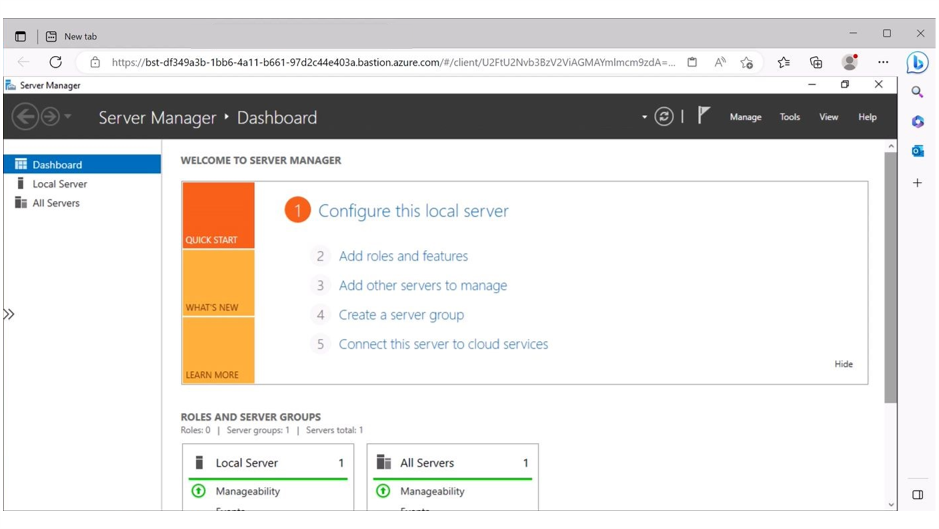 New tab
https://bst-df349a3b-1bb6-4a11-b661-97d2c44e403a.bastion.azure.com/#/client/U2FtU2Nvb3BzV2ViAGMAYmlmcm9zdA=...
Server Manager
Server Manager • Dashboard
Manage Tools View Help
Dashboard
Local Server
All Servers
WELCOME TO SERVER MANAGER
QUICK START
WHAT'S NEW
LEARN MORE
1 Configure this local server
2 Add roles and features
3 Add other servers to manage
4 Create a server group
5 Connect this server to cloud services
Hide
ROLES AND SERVER GROUPS
Roles: 0 | Server groups: 1 | Servers total: 1
Local Server 1
Manageability
All Servers 1
Manageability